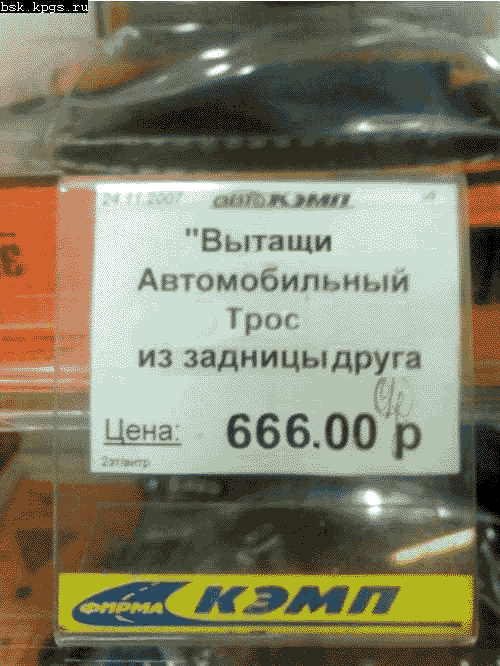 bsk.kpgs.ru
24.11.2007 автоКЭМП
"Вытащи
Автомобильный
Трос
из задницы друга
Цена: 666.00 р
ФИРМА КЭМП